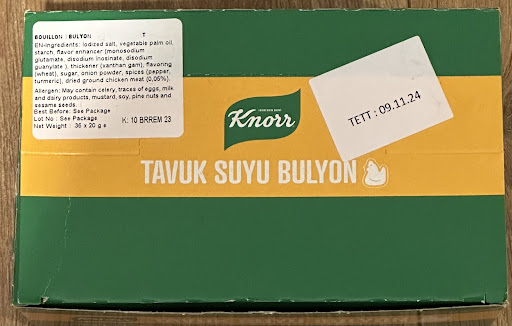 BOUILLON BULYON T
EN-Ingredients: Iodized salt, vegetable palm oil,
starch, flavor enhancer [monosodium
glutamate, disodium inosinate, disodium
guanylate ), thickener (xanthan gam), flavoring
(wheat), sugar, onion powder, spices (pepper,
turmeric], dried ground chicken meat (0,05%).
Allergen: May contain celery, traces of eggs, milk
and dairy products, mustard, soy, pine nuts and
sesame seeds.
Best Before: See Package
Lot No : See Package K: 10 BRREM 23
Net Weight : 36 x 20 g e
Knorr
TETT : 09.11.24
TAVUK SUYU BULYON